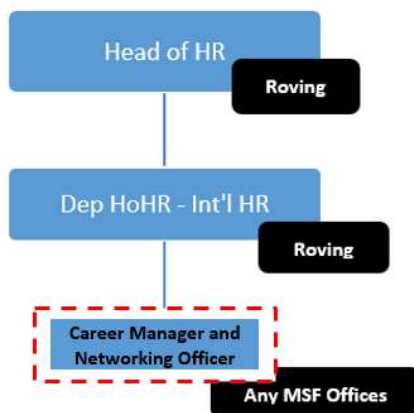 Head of HR
Roving
Dep HoHR - Int'l HR
Roving
Career Manager and
Networking Officer
Any MSF Offices